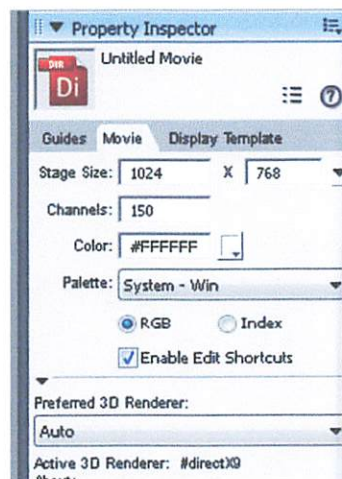 Property Inspector
DIR
Di
Untitled Movie
Guides Movie Display Template
Stage Size: 1024 X 768
Channels: 150
Color: #FFFFFF
Palette: System - Win
RGB Index
Enable Edit Shortcuts
Preferred 3D Renderer:
Auto
Active 3D Renderer: #directX9